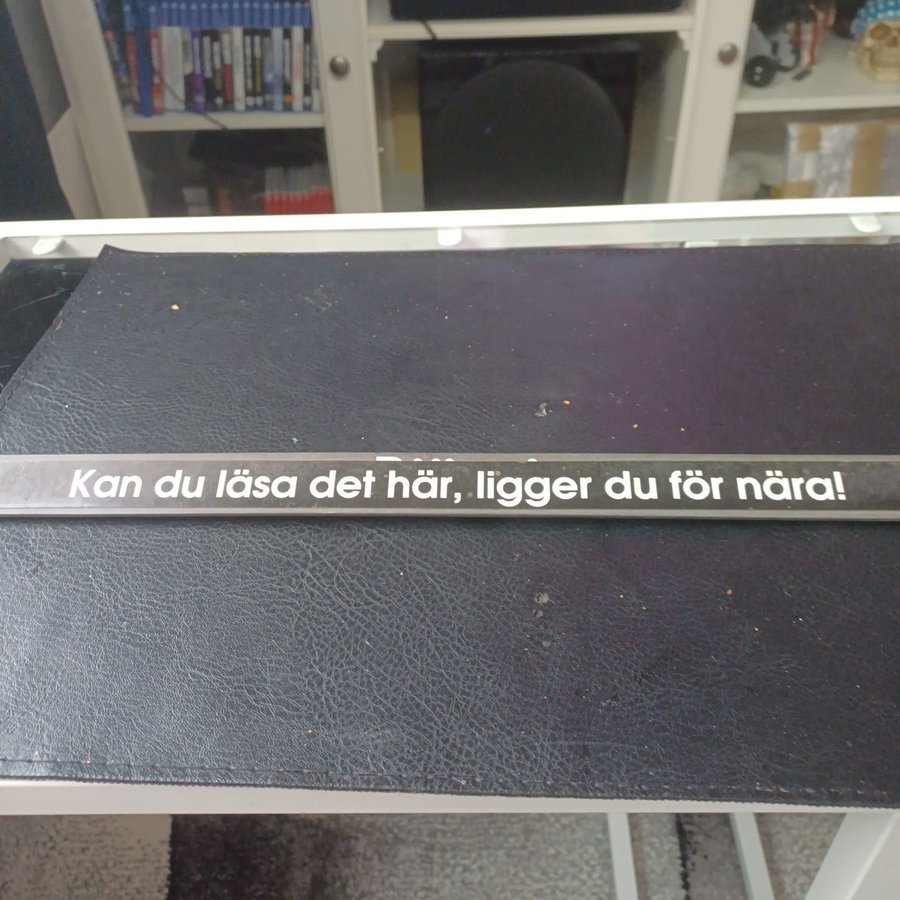 Kan du läsa det här, ligger du för nära!